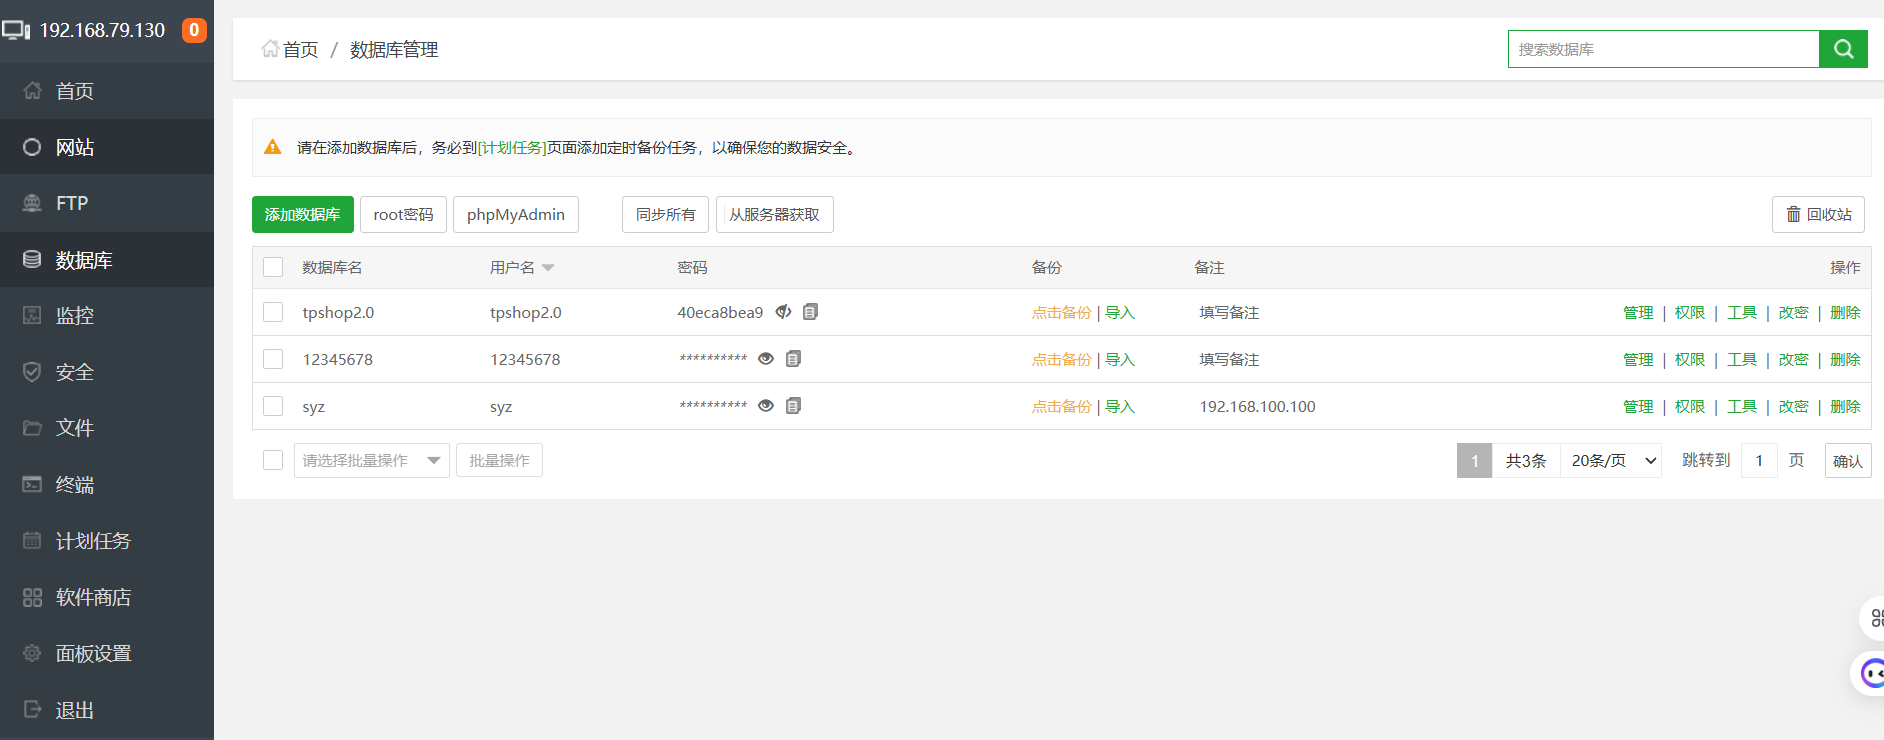 192.168.79.130 0
首页
网站
FTP
数据库
监控
安全
文件
终端
计划任务
软件商店
面板设置
退出
首页 / 数据库管理
搜索数据库
请在添加数据库后，务必到[计划任务]页面添加定时备份任务，以确保您的数据安全。
添加数据库 root密码 phpMyAdmin 同步所有 从服务器获取 回收站
数据库名 用户名 密码 备份 备注 操作
tpshop2.0 tpshop2.0 40eca8bea9 点击备份 | 导入 填写备注 管理 | 权限 | 工具 | 改密 | 删除
12345678 12345678 ********** 点击备份 | 导入 填写备注 管理 | 权限 | 工具 | 改密 | 删除
syz syz ********** 点击备份 | 导入 192.168.100.100 管理 | 权限 | 工具 | 改密 | 删除
请选择批量操作 批量操作 1 共3条 20条/页 跳转到 1 页 确认